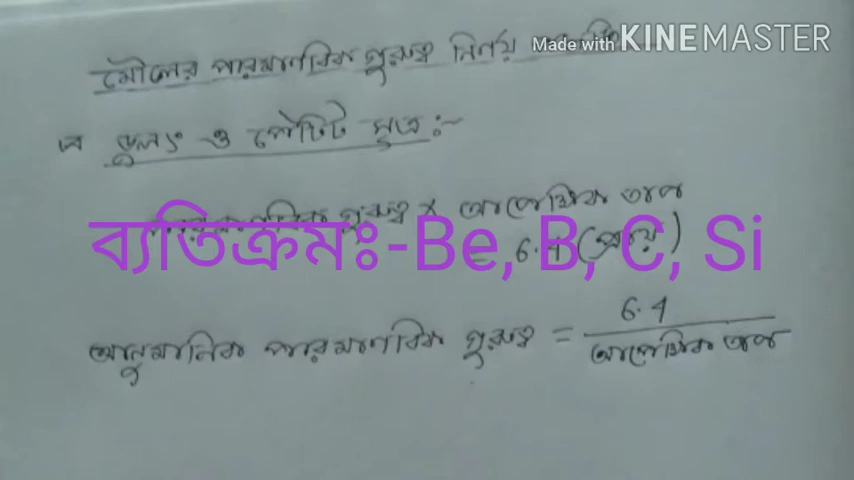 Made with KINEMASTER
মৌলের পারমাণবিক গুরুত্ব নির্ণয়
ডুলং ও পেটিট সূত্র :-
পারমাণবিক গুরুত্ব x আপেক্ষিক তাপ
= 6.4 (প্রায়)
ব্যতিক্রমঃ-Be, B, C, Si
আনুমানিক পারমাণবিক গুরুত্ব = 6.4
আপেক্ষিক তাপ